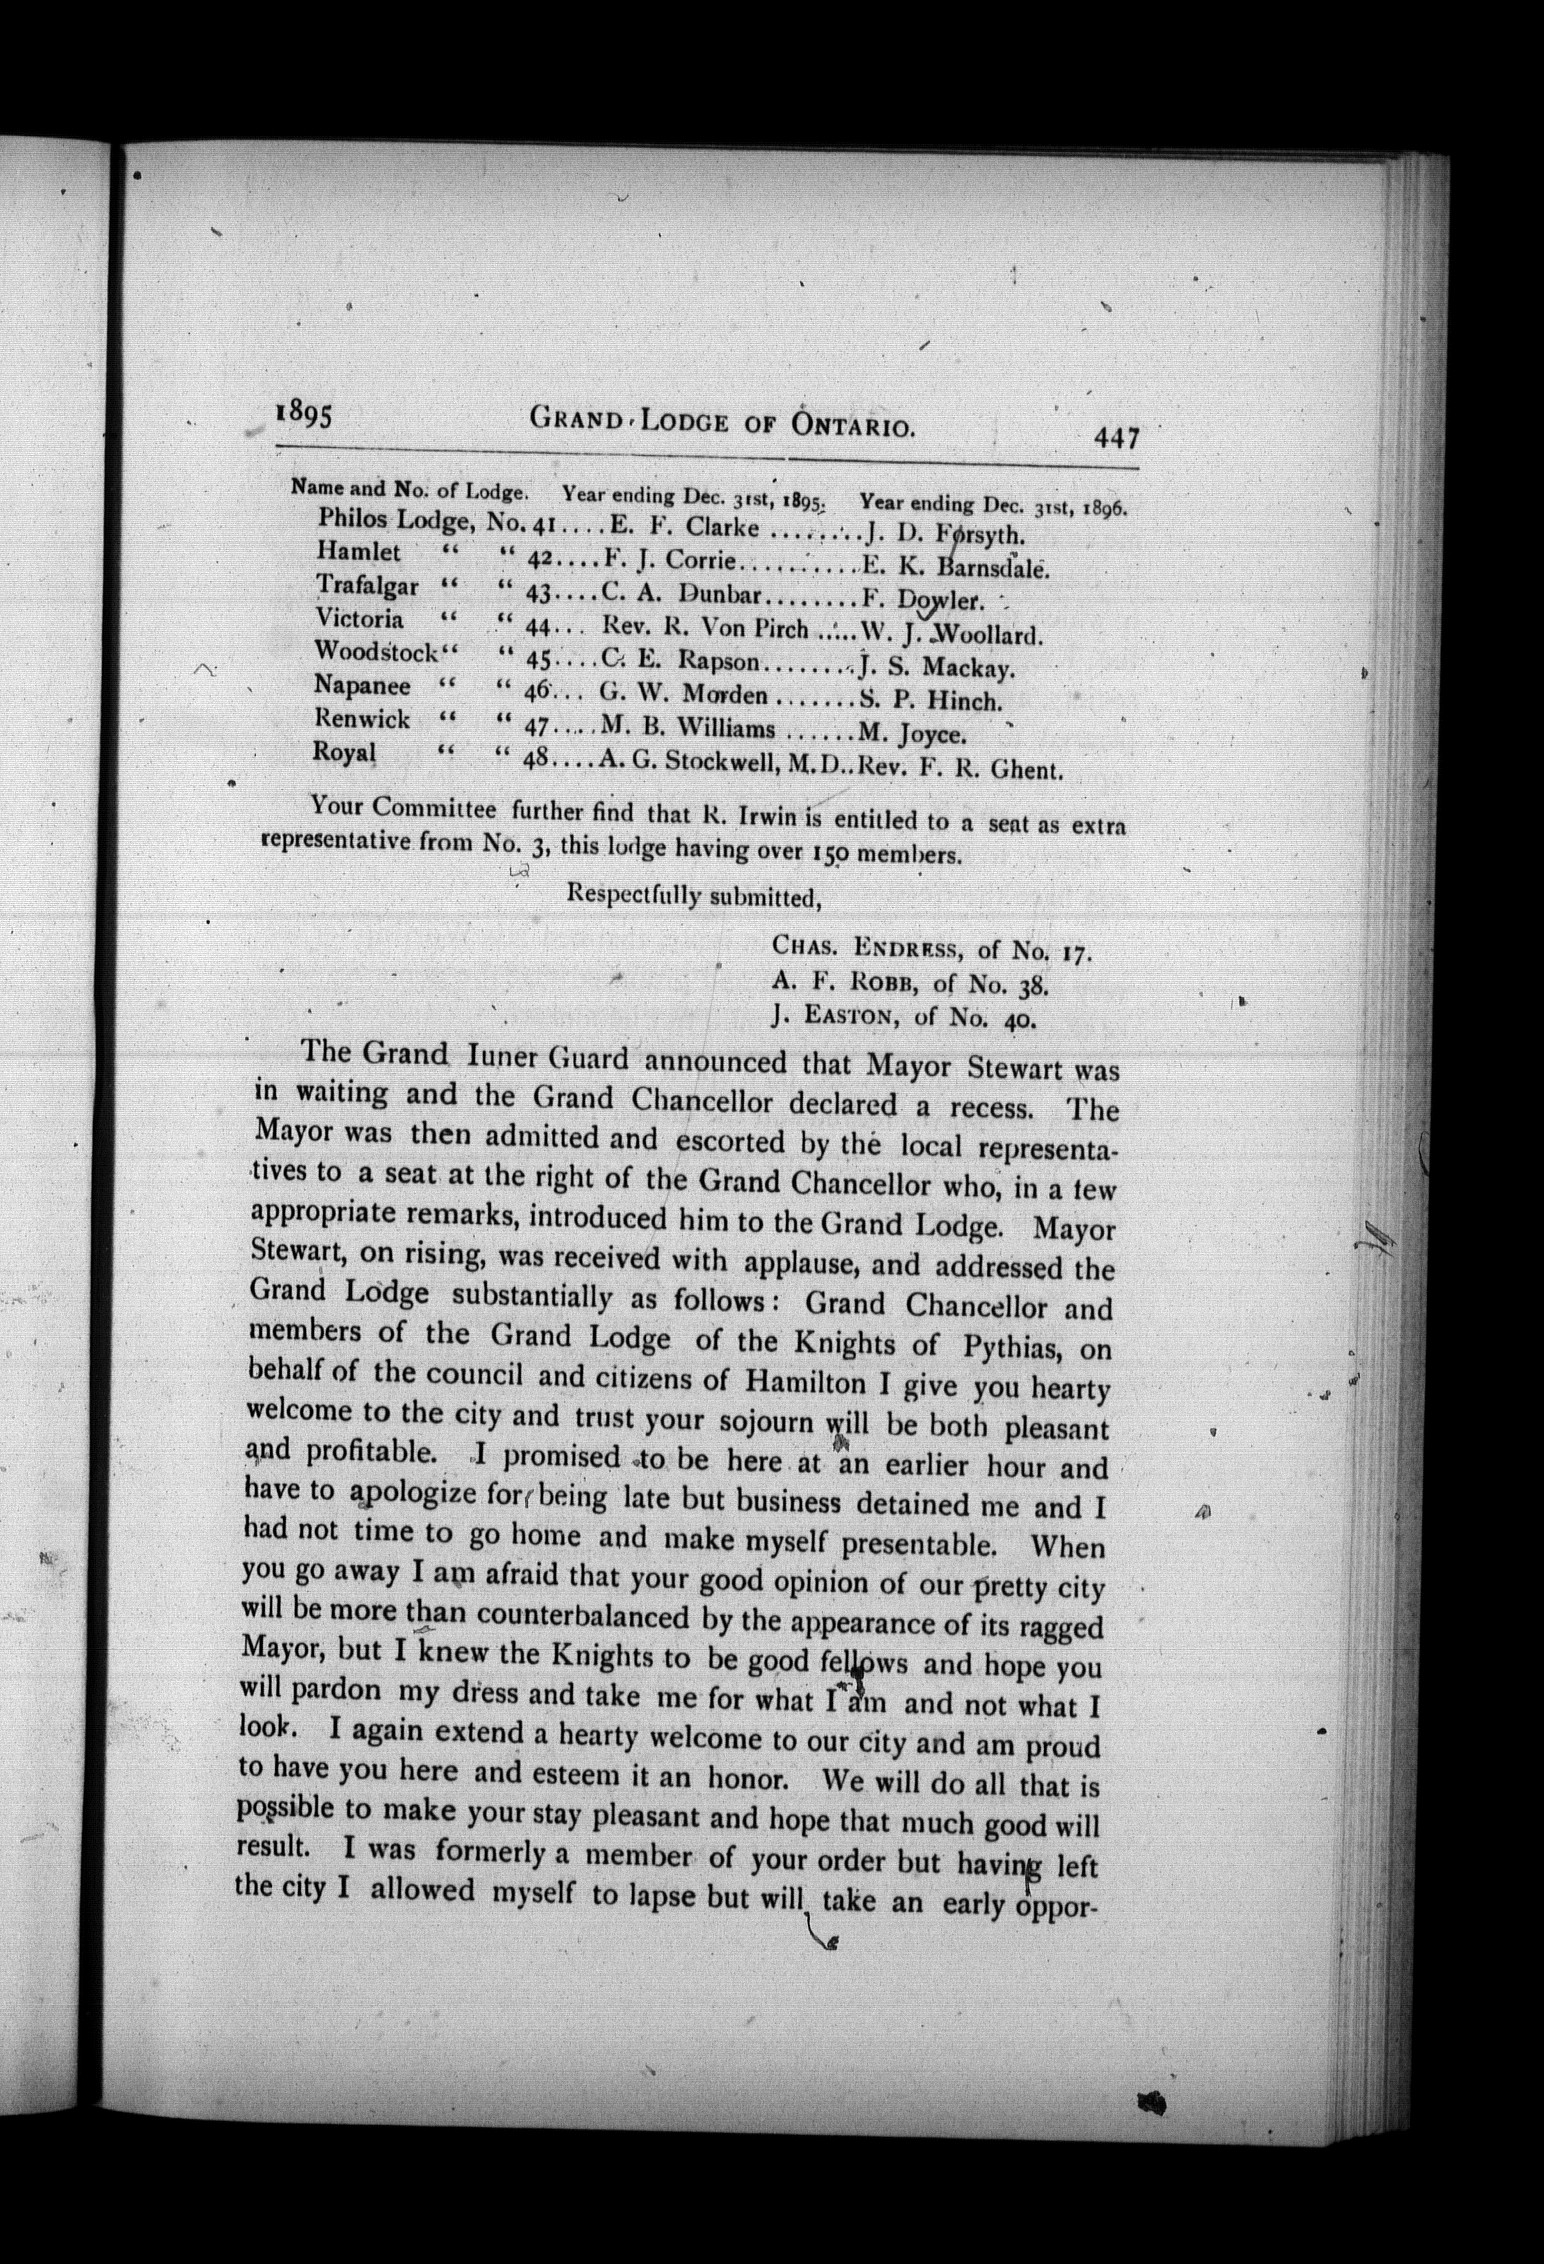 1895 GRAND LODGE OF ONTARIO. 447
Name and No. of Lodge. Year ending Dec. 31st, 1895. Year ending Dec. 31st, 1896.
Philos Lodge, No. 41....E. F. Clarke ........J. D. Forsyth.
Hamlet “ “ 42....F. J. Corrie..........E. K. Barnsdale.
Trafalgar “ “ 43....C. A. Dunbar........F. Dowler.
Victoria “ “ 44... Rev. R. Von Pirch .....W. J. Woollard.
Woodstock “ “ 45....C. E. Rapson........J. S. Mackay.
Napanee “ “ 46... G. W. Morden .......S. P. Hinch.
Renwick “ “ 47....M. B. Williams ......M. Joyce.
Royal “ “ 48....A. G. Stockwell, M.D..Rev. F. R. Ghent.
Your Committee further find that R. Irwin is entitled to a seat as extra
representative from No. 3, this lodge having over 150 members.
Respectfully submitted,
CHAS. ENDRESS, of No. 17.
A. F. ROBB, of No. 38.
J. EASTON, of No. 40.
The Grand Iuner Guard announced that Mayor Stewart was
in waiting and the Grand Chancellor declared a recess. The
Mayor was then admitted and escorted by the local representa-
tives to a seat at the right of the Grand Chancellor who, in a few
appropriate remarks, introduced him to the Grand Lodge. Mayor
Stewart, on rising, was received with applause, and addressed the
Grand Lodge substantially as follows: Grand Chancellor and
members of the Grand Lodge of the Knights of Pythias, on
behalf of the council and citizens of Hamilton I give you hearty
welcome to the city and trust your sojourn will be both pleasant
and profitable. I promised to be here at an earlier hour and
have to apologize for being late but business detained me and I
had not time to go home and make myself presentable. When
you go away I am afraid that your good opinion of our pretty city
will be more than counterbalanced by the appearance of its ragged
Mayor, but I knew the Knights to be good fellows and hope you
will pardon my dress and take me for what I am and not what I
look. I again extend a hearty welcome to our city and am proud
to have you here and esteem it an honor. We will do all that is
possible to make your stay pleasant and hope that much good will
result. I was formerly a member of your order but having left
the city I allowed myself to lapse but will take an early oppor-